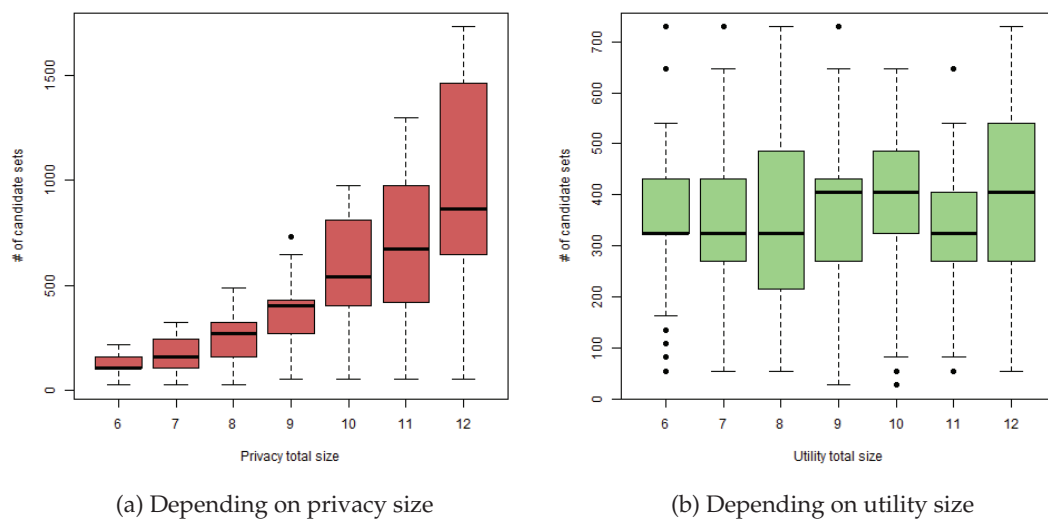 # of candidate sets
1500
1000
500
0
6 7 8 9 10 11 12
Privacy total size
(a) Depending on privacy size
# of candidate sets
700
600
500
400
300
200
100
0
6 7 8 9 10 11 12
Utility total size
(b) Depending on utility size